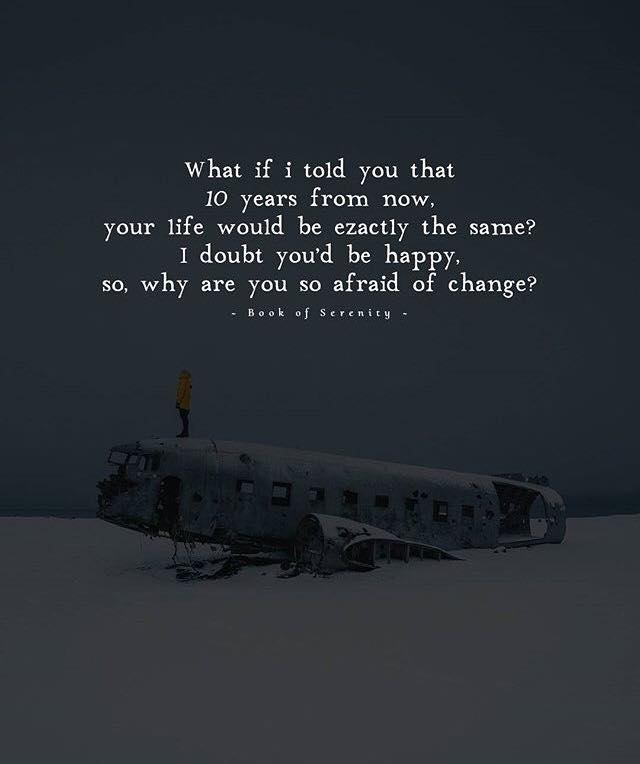 What if i told you that
10 years from now,
your life would be ezactly the same?
I doubt you'd be happy,
so, why are you so afraid of change?
~ Book of Serenity ~